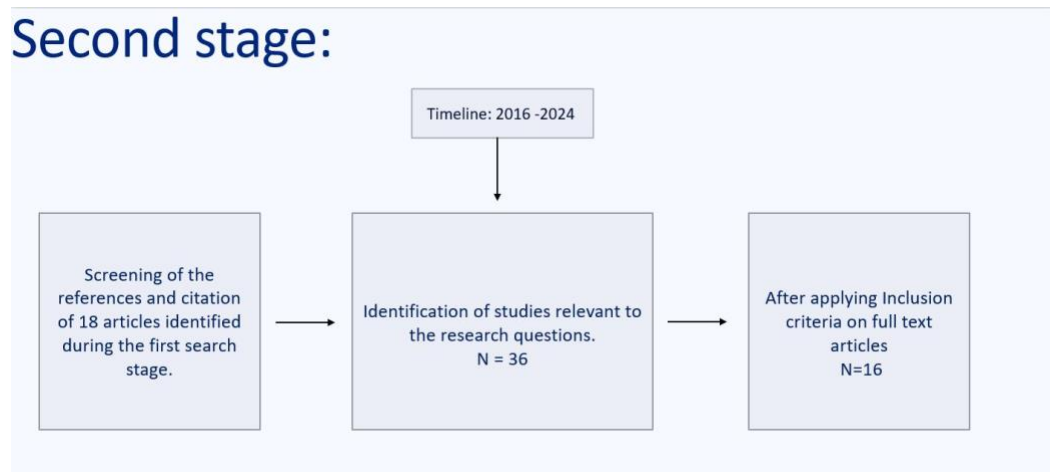 Second stage:
Timeline: 2016 -2024
Screening of the
references and citation
of 18 articles identified
during the first search
stage.
Identification of studies relevant to
the research questions.
N = 36
After applying Inclusion
criteria on full text
articles
N=16